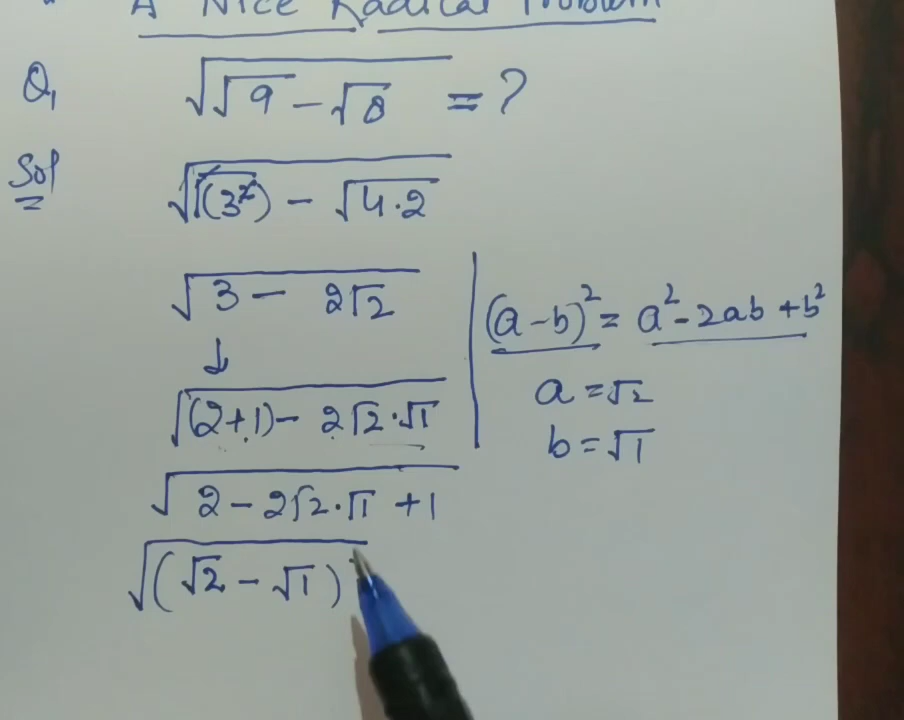 A Nice Radical Problem
Q₁ √(√9 - √8) = ?
Sol √(√(3²) - √(4·2))
√(3 - 2√2)
(a-b)² = a² - 2ab + b²
↓
a = √2
√((2+1) - 2√2·√1)
b = √1
√(2 - 2√2·√1 + 1)
√(√2 - √1)